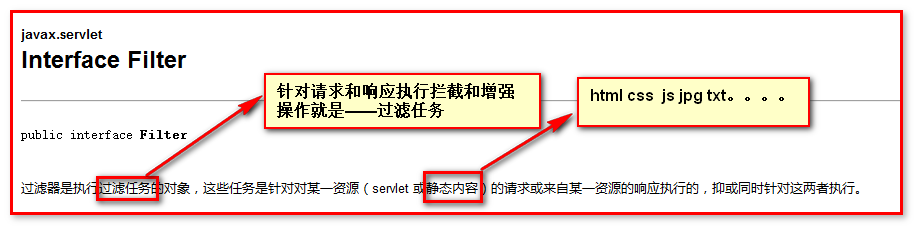 javax.servlet
Interface Filter
针对请求和响应执行拦截和增强
操作就是——过滤任务
html css js jpg txt。。。。
public interface Filter
过滤器是执行过滤任务的对象，这些任务是针对对某一资源（servlet 或静态内容）的请求或来自某一资源的响应执行的，抑或同时针对这两者执行。